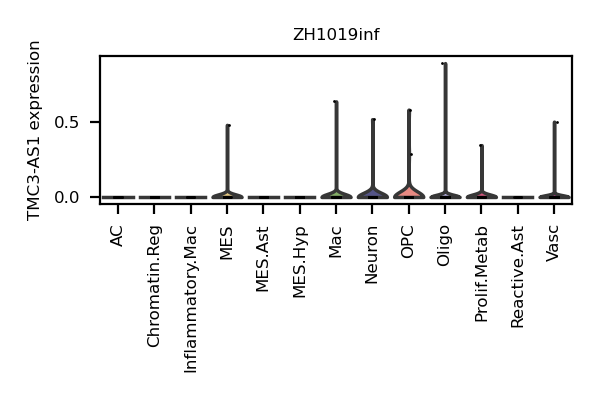 ZH1019inf
TMC3-AS1 expression
0.5
0.0
AC
Chromatin.Reg
Inflammatory.Mac
MES
MES.Ast
MES.Hyp
Mac
Neuron
OPC
Oligo
Prolif.Metab
Reactive.Ast
Vasc